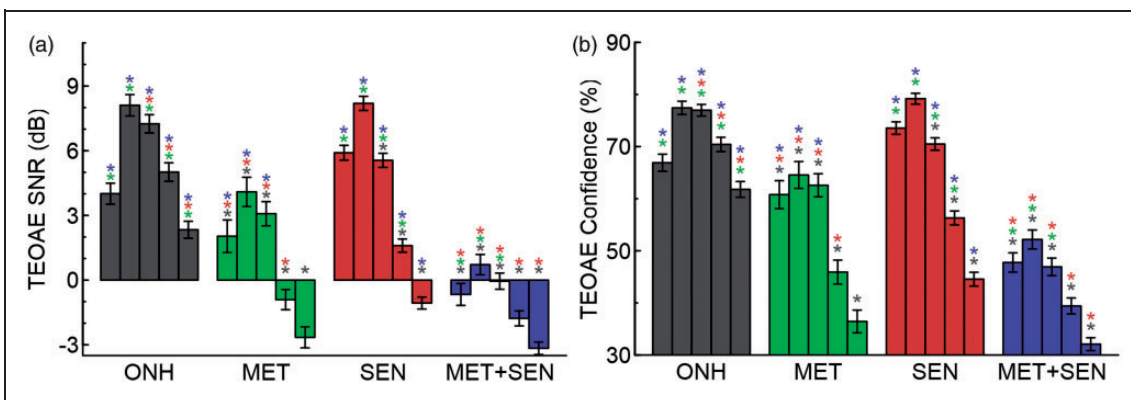 (a)
TEOAE SNR (dB)
9
6
3
0
-3
ONH MET SEN MET+SEN
(b)
TEOAE Confidence (%)
90
70
50
30
ONH MET SEN MET+SEN